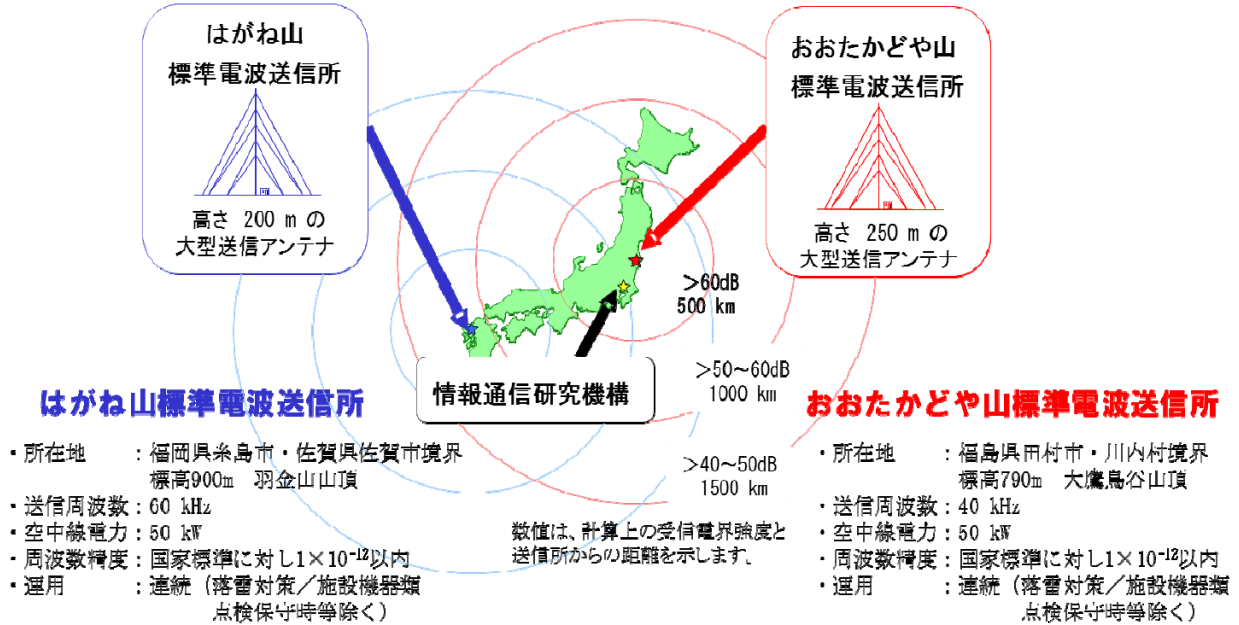 はがね山
標準電波送信所
高さ 200 m の
大型送信アンテナ
おおたかどや山
標準電波送信所
高さ 250 m の
大型送信アンテナ
>60dB
500 km
>50～60dB
1000 km
>40～50dB
1500 km
情報通信研究機構
数値は、計算上の受信電界強度と
送信所からの距離を示します。
はがね山標準電波送信所
・所在地　：福岡県糸島市・佐賀県佐賀市境界
標高900m　羽金山山頂
・送信周波数：60 kHz
・空中線電力：50 kW
・周波数精度：国家標準に対し1×10⁻¹²以内
・運用　：連続（落雷対策／施設機器類
点検保守時等除く）
おおたかどや山標準電波送信所
・所在地　：福島県田村市・川内村境界
標高790m　大鷹鳥谷山頂
・送信周波数：40 kHz
・空中線電力：50 kW
・周波数精度：国家標準に対し1×10⁻¹²以内
・運用　：連続（落雷対策／施設機器類
点検保守時等除く）